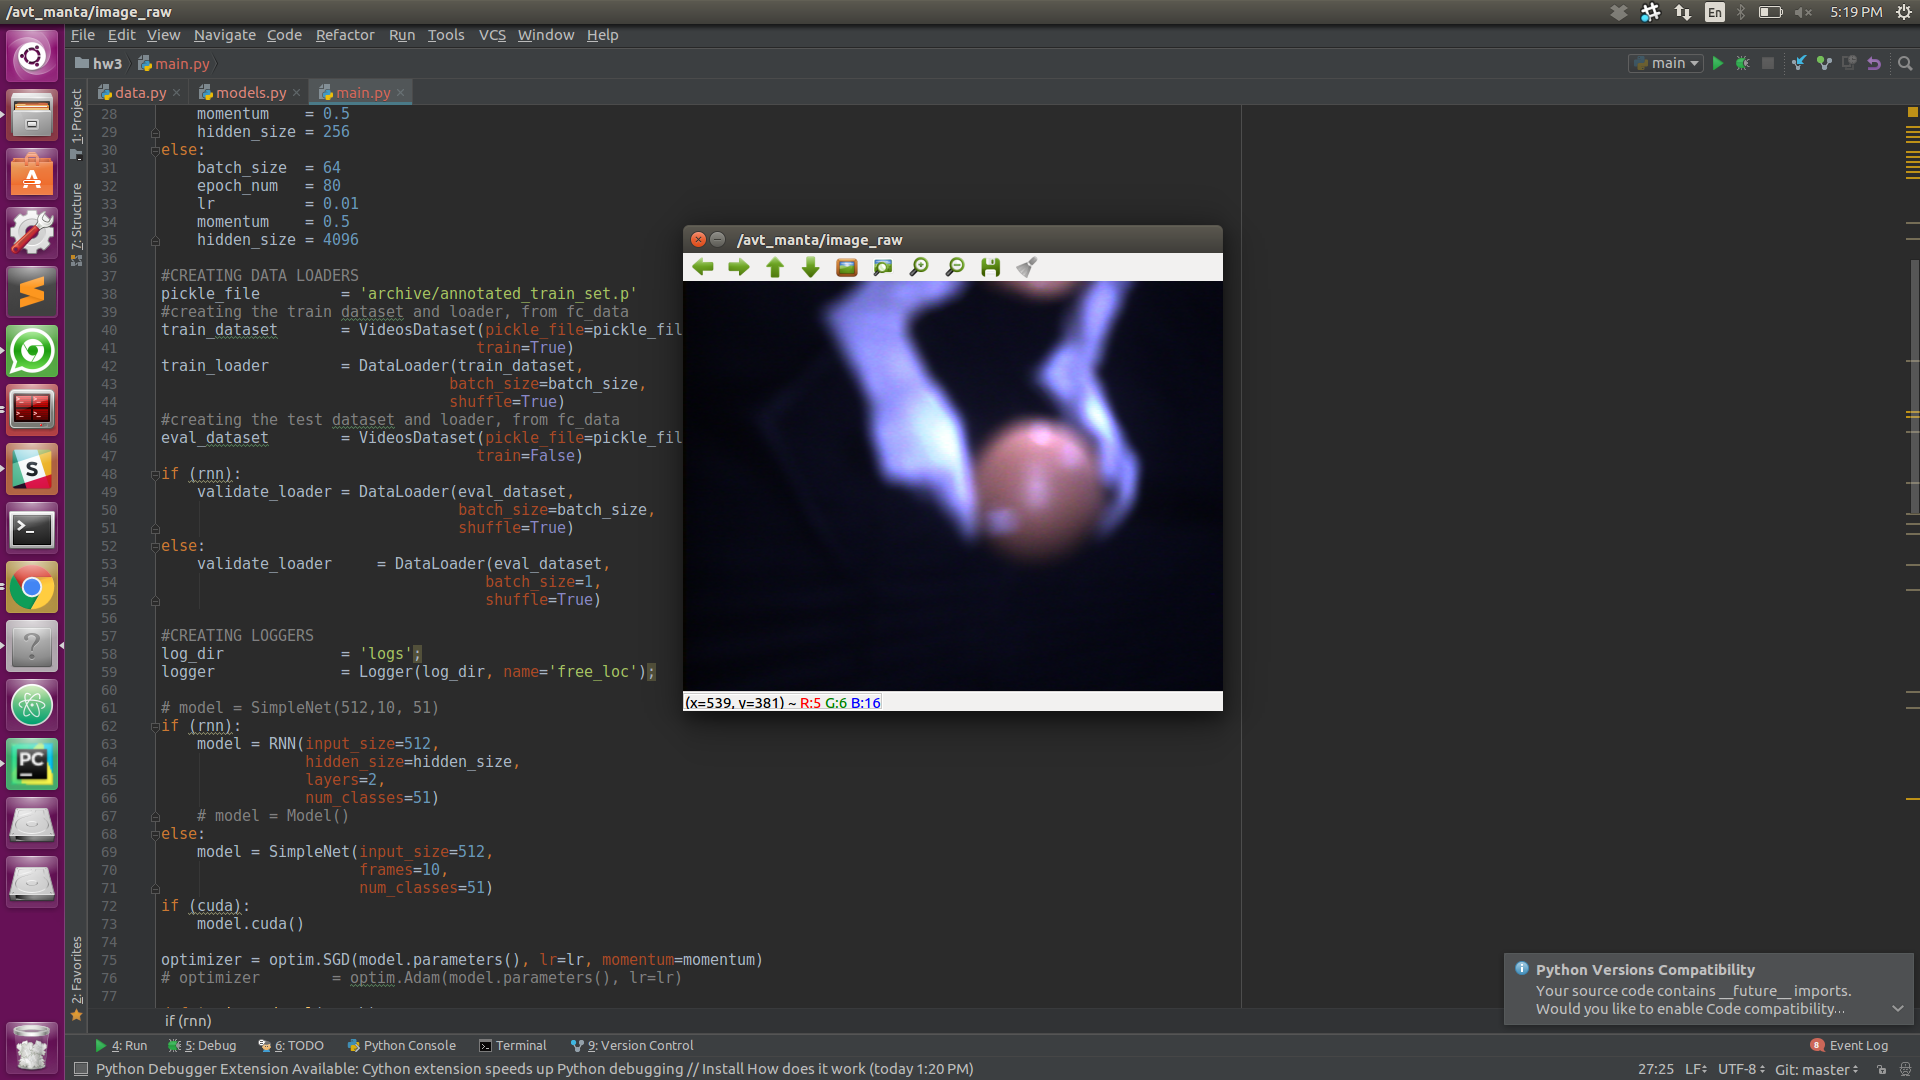 /avt_manta/image_raw
En
5:19 PM
File Edit View Navigate Code Refactor Run Tools VCS Window Help
hw3 main.py
main
data.py models.py main.py
1: Project
7: Structure
2: Favorites
28 momentum = 0.5
29 hidden_size = 256
30 else:
31 batch_size = 64
32 epoch_num = 80
33 lr = 0.01
34 momentum = 0.5
35 hidden_size = 4096
36
37 #CREATING DATA LOADERS
38 pickle_file = 'archive/annotated_train_set.p'
39 #creating the train dataset and loader, from fc_data
40 train_dataset = VideosDataset(pickle_file=pickle_fil
41 train=True)
42 train_loader = DataLoader(train_dataset,
43 batch_size=batch_size,
44 shuffle=True)
45 #creating the test dataset and loader, from fc_data
46 eval_dataset = VideosDataset(pickle_file=pickle_fil
47 train=False)
48 if (rnn):
49 validate_loader = DataLoader(eval_dataset,
50 batch_size=batch_size,
51 shuffle=True)
52 else:
53 validate_loader = DataLoader(eval_dataset,
54 batch_size=1,
55 shuffle=True)
56
57 #CREATING LOGGERS
58 log_dir = 'logs';
59 logger = Logger(log_dir, name='free_loc');
60
61 # model = SimpleNet(512,10, 51)
62 if (rnn):
63 model = RNN(input_size=512,
64 hidden_size=hidden_size,
65 layers=2,
66 num_classes=51)
67 # model = Model()
68 else:
69 model = SimpleNet(input_size=512,
70 frames=10,
71 num_classes=51)
72 if (cuda):
73 model.cuda()
74
75 optimizer = optim.SGD(model.parameters(), lr=lr, momentum=momentum)
76 # optimizer = optim.Adam(model.parameters(), lr=lr)
77
if (rnn)
/avt_manta/image_raw
(x=539, y=381) ~ R:5 G:6 B:16
Python Versions Compatibility
Your source code contains __future__ imports.
Would you like to enable Code compatibility...
4: Run 5: Debug 6: TODO Python Console Terminal 9: Version Control
8 Event Log
Python Debugger Extension Available: Cython extension speeds up Python debugging // Install How does it work (today 1:20 PM)
27:25 LF UTF-8 Git: master
S
PC